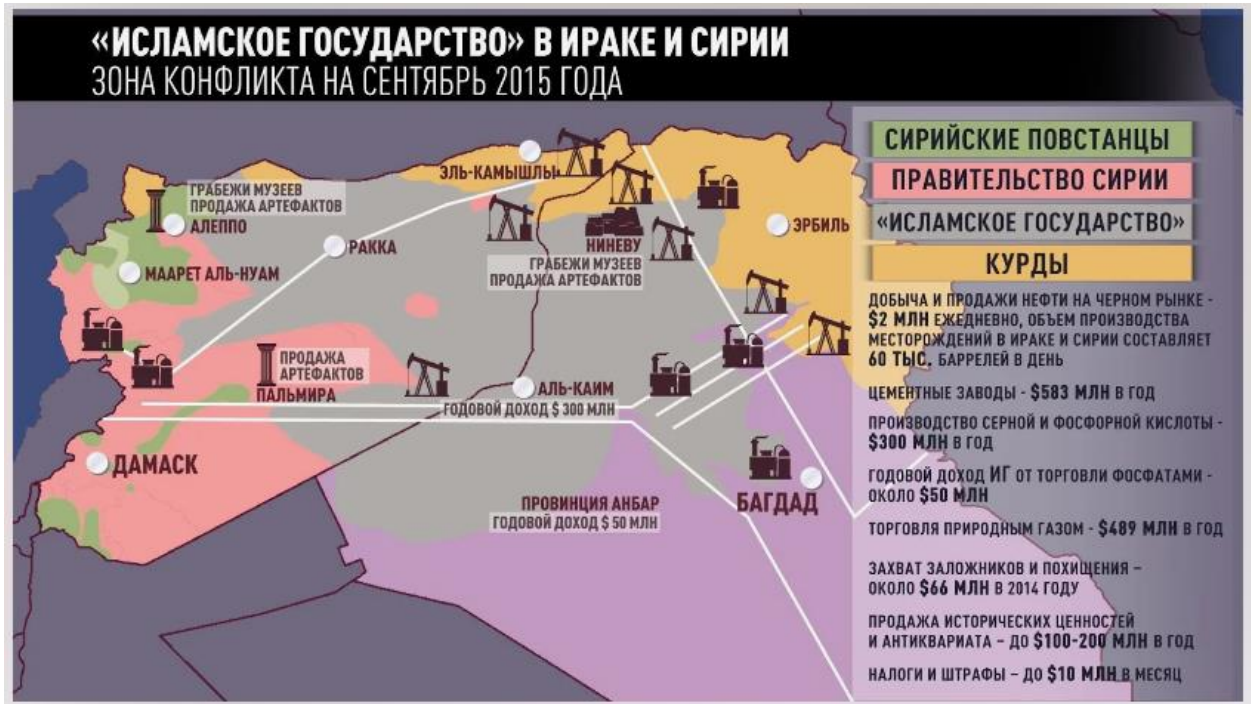 «ИСЛАМСКОЕ ГОСУДАРСТВО» В ИРАКЕ И СИРИИ
ЗОНА КОНФЛИКТА НА СЕНТЯБРЬ 2015 ГОДА
ЭЛЬ-КАМЫШЛЫ
ГРАБЕЖИ МУЗЕЕВ
ПРОДАЖА АРТЕФАКТОВ
АЛЕППО
РАККА
НИНЕВУ
ГРАБЕЖИ МУЗЕЕВ
ПРОДАЖА АРТЕФАКТОВ
ЭРБИЛЬ
МААРЕТ АЛЬ-НУАМ
ПРОДАЖА
АРТЕФАКТОВ
ПАЛЬМИРА
АЛЬ-КАИМ
ГОДОВОЙ ДОХОД $ 300 МЛН
ДАМАСК
ПРОВИНЦИЯ АНБАР
ГОДОВОЙ ДОХОД $ 50 МЛН
БАГДАД
СИРИЙСКИЕ ПОВСТАНЦЫ
ПРАВИТЕЛЬСТВО СИРИИ
«ИСЛАМСКОЕ ГОСУДАРСТВО»
КУРДЫ
ДОБЫЧА И ПРОДАЖИ НЕФТИ НА ЧЕРНОМ РЫНКЕ -
$2 МЛН ЕЖЕДНЕВНО, ОБЪЕМ ПРОИЗВОДСТВА
МЕСТОРОЖДЕНИЙ В ИРАКЕ И СИРИИ СОСТАВЛЯЕТ
60 ТЫС. БАРРЕЛЕЙ В ДЕНЬ
ЦЕМЕНТНЫЕ ЗАВОДЫ - $583 МЛН В ГОД
ПРОИЗВОДСТВО СЕРНОЙ И ФОСФОРНОЙ КИСЛОТЫ -
$300 МЛН В ГОД
ГОДОВОЙ ДОХОД ИГ ОТ ТОРГОВЛИ ФОСФАТАМИ -
ОКОЛО $50 МЛН
ТОРГОВЛЯ ПРИРОДНЫМ ГАЗОМ - $489 МЛН В ГОД
ЗАХВАТ ЗАЛОЖНИКОВ И ПОХИЩЕНИЯ –
ОКОЛО $66 МЛН В 2014 ГОДУ
ПРОДАЖА ИСТОРИЧЕСКИХ ЦЕННОСТЕЙ
И АНТИКВАРИАТА – ДО $100-200 МЛН В ГОД
НАЛОГИ И ШТРАФЫ – ДО $10 МЛН В МЕСЯЦ